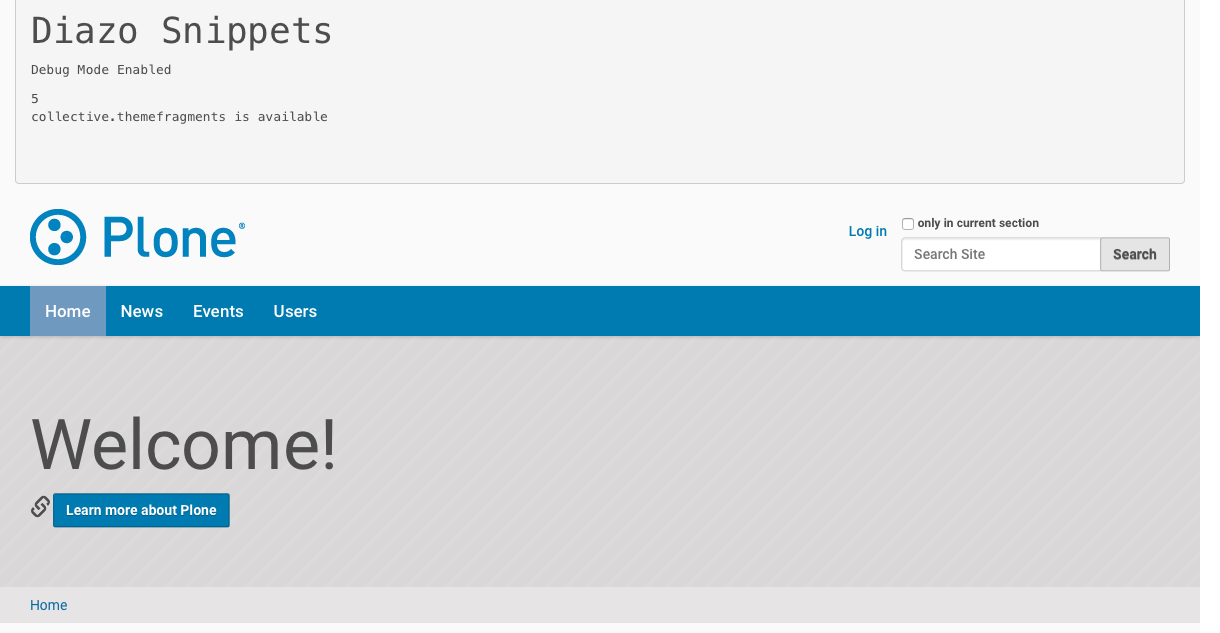 Diazo Snippets
Debug Mode Enabled
5
collective.themefragments is available
Plone®
Log in
only in current section
Search Site
Search
Home
News
Events
Users
Welcome!
Learn more about Plone
Home